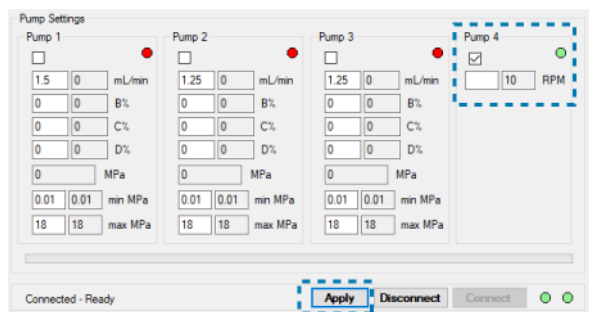 Pump Settings
Pump 1 Pump 2 Pump 3 Pump 4
1.5 0 mL/min 1.25 0 mL/min 1.25 0 mL/min 10 RPM
0 0 B% 0 0 B% 0 0 B%
0 0 C% 0 0 C% 0 0 C%
0 0 D% 0 0 D% 0 0 D%
0 MPa 0 MPa 0 MPa
0.01 0.01 min MPa 0.01 0.01 min MPa 0.01 0.01 min MPa
18 18 max MPa 18 18 max MPa 18 18 max MPa
Connected - Ready Apply Disconnect Connect